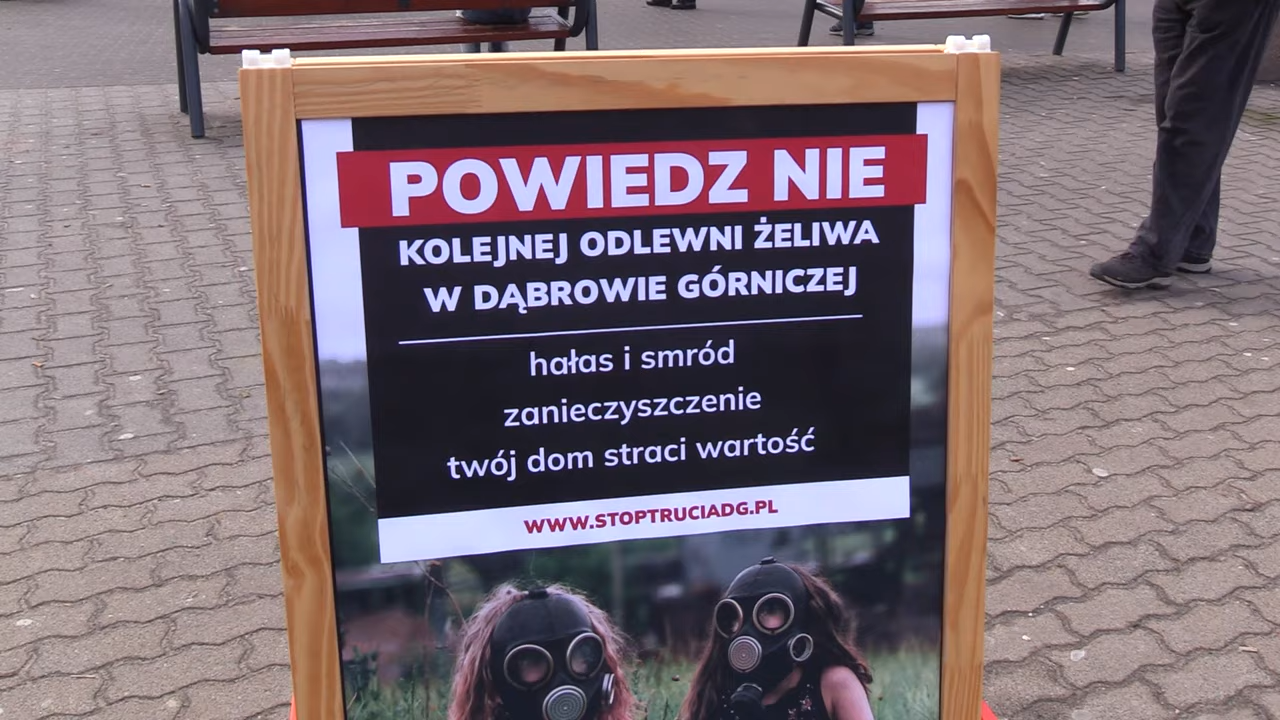 POWIEDZ NIE
KOLEJNEJ ODLEWNI ŻELIWA
W DĄBROWIE GÓRNICZEJ
hałas i smród
zanieczyszczenie
twój dom straci wartość
WWW.STOPTRUCIADG.PL